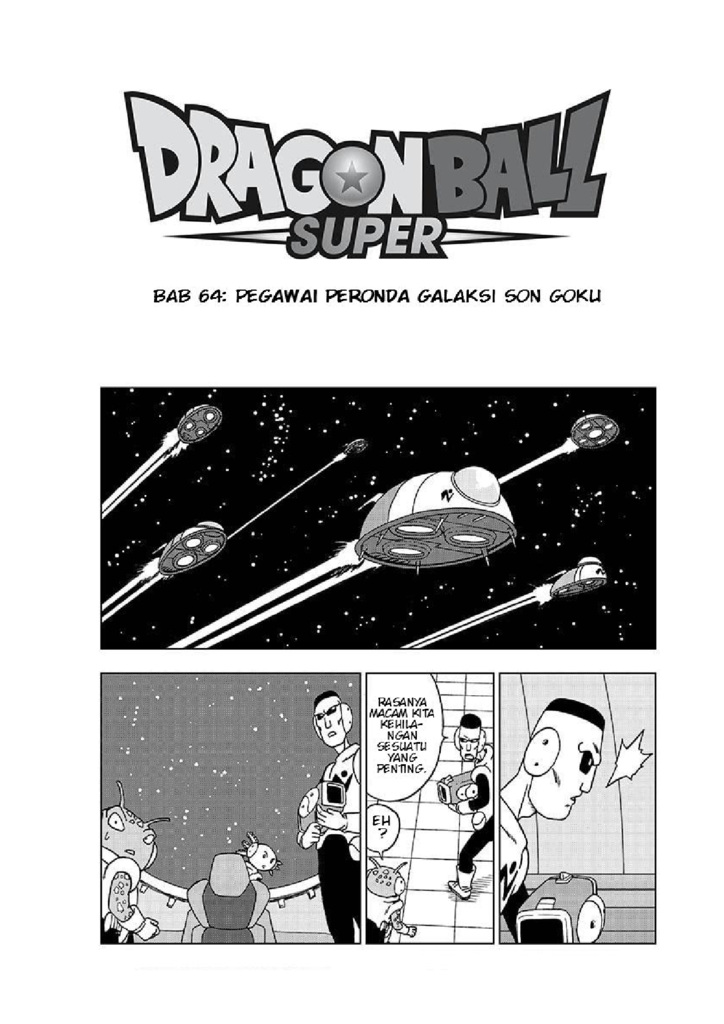 DRAGON BALL
SUPER
BAB 64: PEGAWAI PERONDA GALAKSI SON GOKU
RASANYA
MACAM KITA
KEHILA-
NGAN
SESUATU
YANG
PENTING.
EH
?